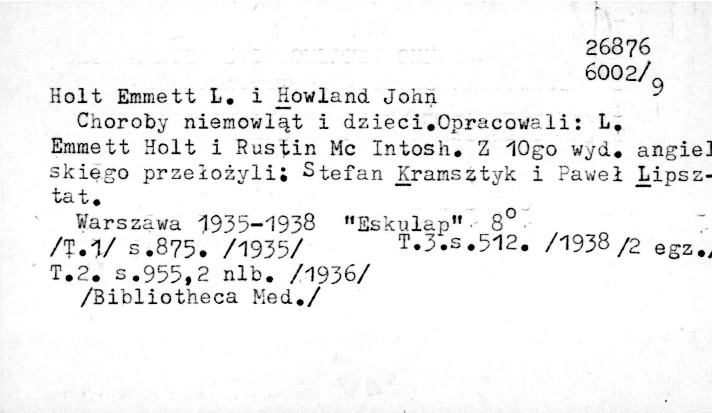 26876
6002/9
Holt Emmett L. i Howland John
Choroby niemowląt i dzieci.Opracowali: L.
Emmett Holt i Rustin Mc Intosh. Z 10go wyd. angiel
skiego przełożyli: Stefan Kramsztyk i Paweł Lipsz-
tat.
Warszawa 1935-1938 "Eskulap" 8°
/T.1/ s.875. /1935/ T.3.s.512. /1938 /2 egz./
T.2. s.955,2 nlb. /1936/
/Bibliotheca Med./